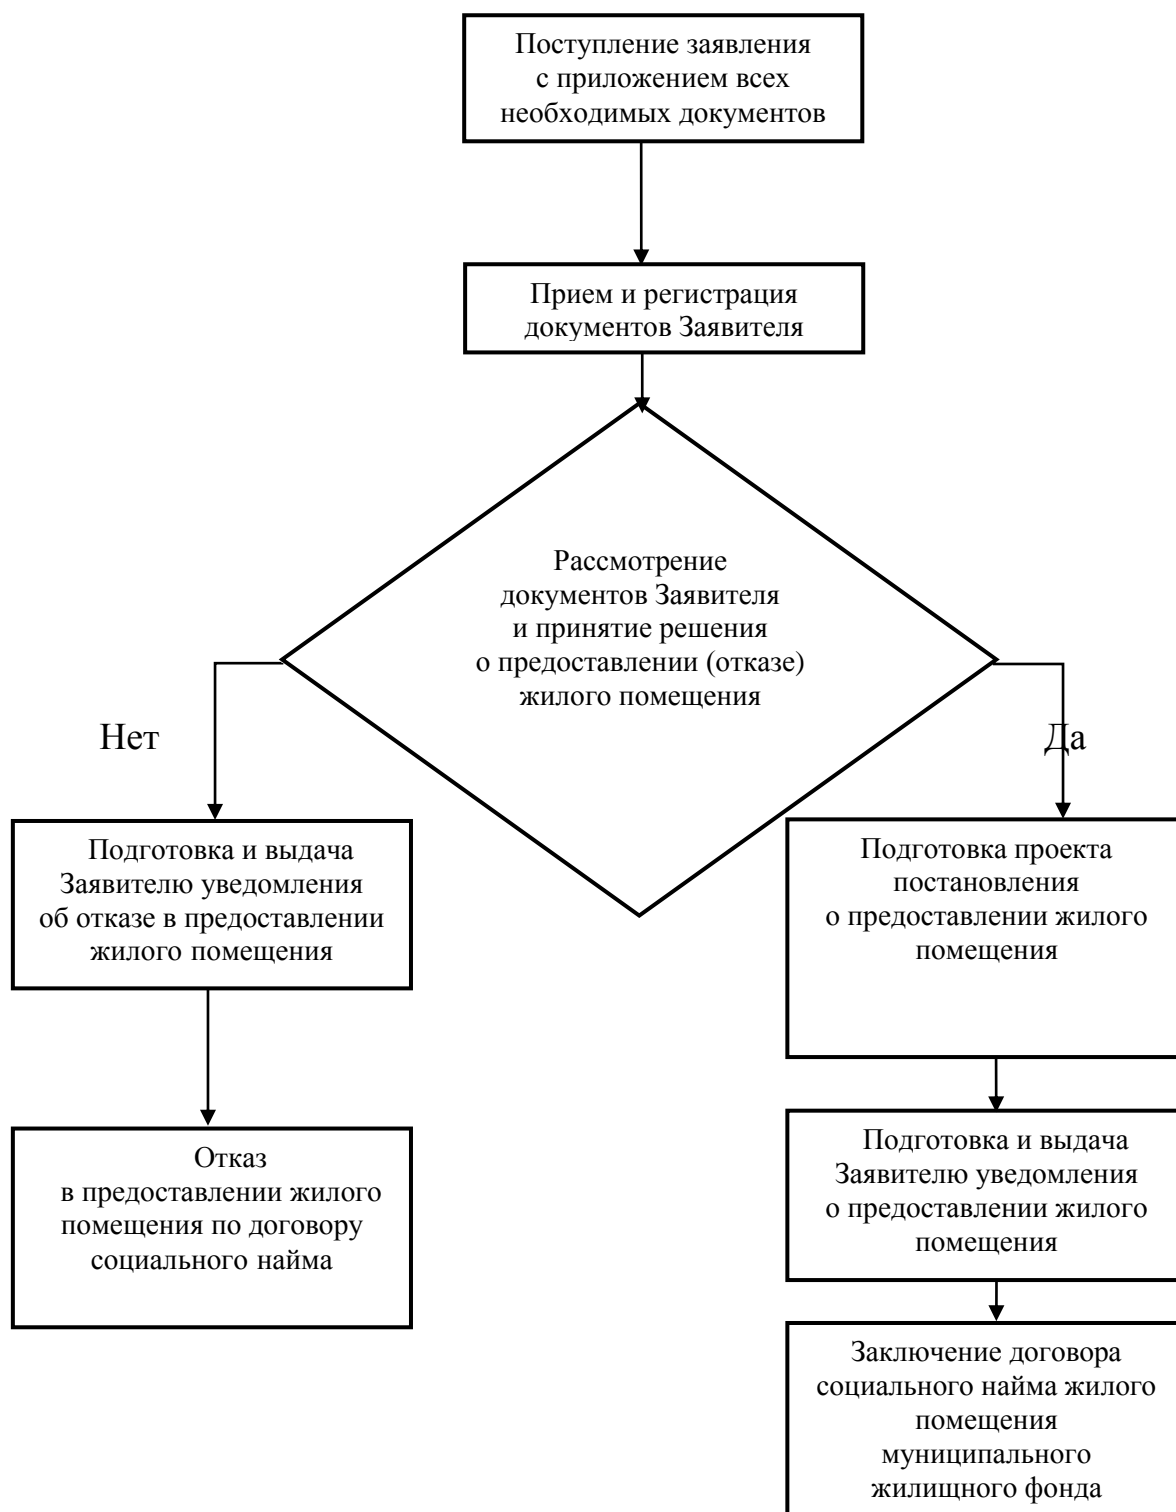 Поступление заявления
с приложением всех
необходимых документов
Прием и регистрация
документов Заявителя
Рассмотрение
документов Заявителя
и принятие решения
о предоставлении (отказе)
жилого помещения
Нет
Да
Подготовка и выдача
Заявителю уведомления
об отказе в предоставлении
жилого помещения
Отказ
в предоставлении жилого
помещения по договору
социального найма
Подготовка проекта
постановления
о предоставлении жилого
помещения
Подготовка и выдача
Заявителю уведомления
о предоставлении жилого
помещения
Заключение договора
социального найма жилого
помещения
муниципального
жилищного фонда